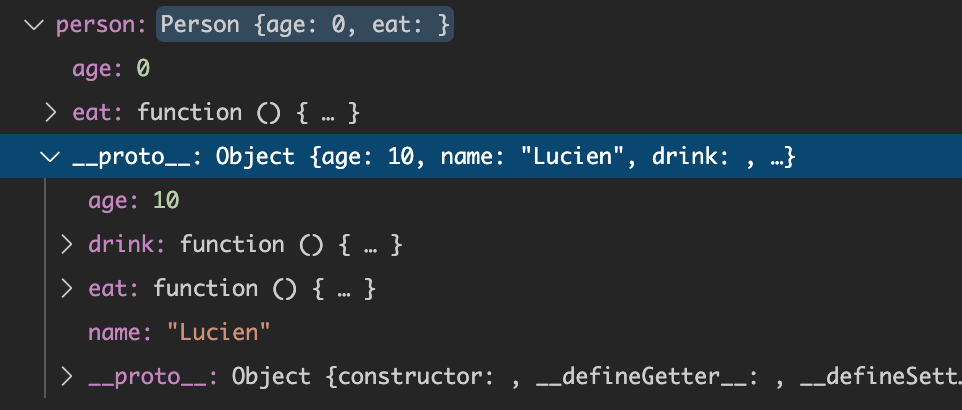 person: Person {age: 0, eat: }
age: 0
eat: function () { … }
__proto__: Object {age: 10, name: "Lucien", drink: , …}
age: 10
drink: function () { … }
eat: function () { … }
name: "Lucien"
__proto__: Object {constructor: , __defineGetter__: , __defineSett…